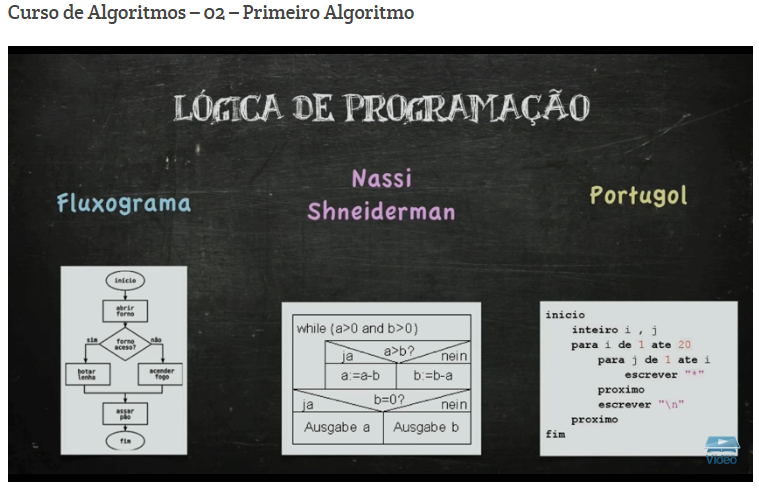 Curso de Algoritmos – 02 – Primeiro Algoritmo
LÓGICA DE PROGRAMAÇÃO
Fluxograma
Nassi
Shneiderman
Portugol
início
abrir
forno
sim
forno
aceso?
não
botar
lenha
acender
fogo
assar
pão
fim
while (a>0 and b>0)
ja
a>b?
nein
a:=a-b
b:=b-a
ja
b=0?
nein
Ausgabe a
Ausgabe b
inicio
inteiro i , j
para i de 1 ate 20
para j de 1 ate i
escrever "*"
proximo
escrever "\n"
proximo
fim
Video